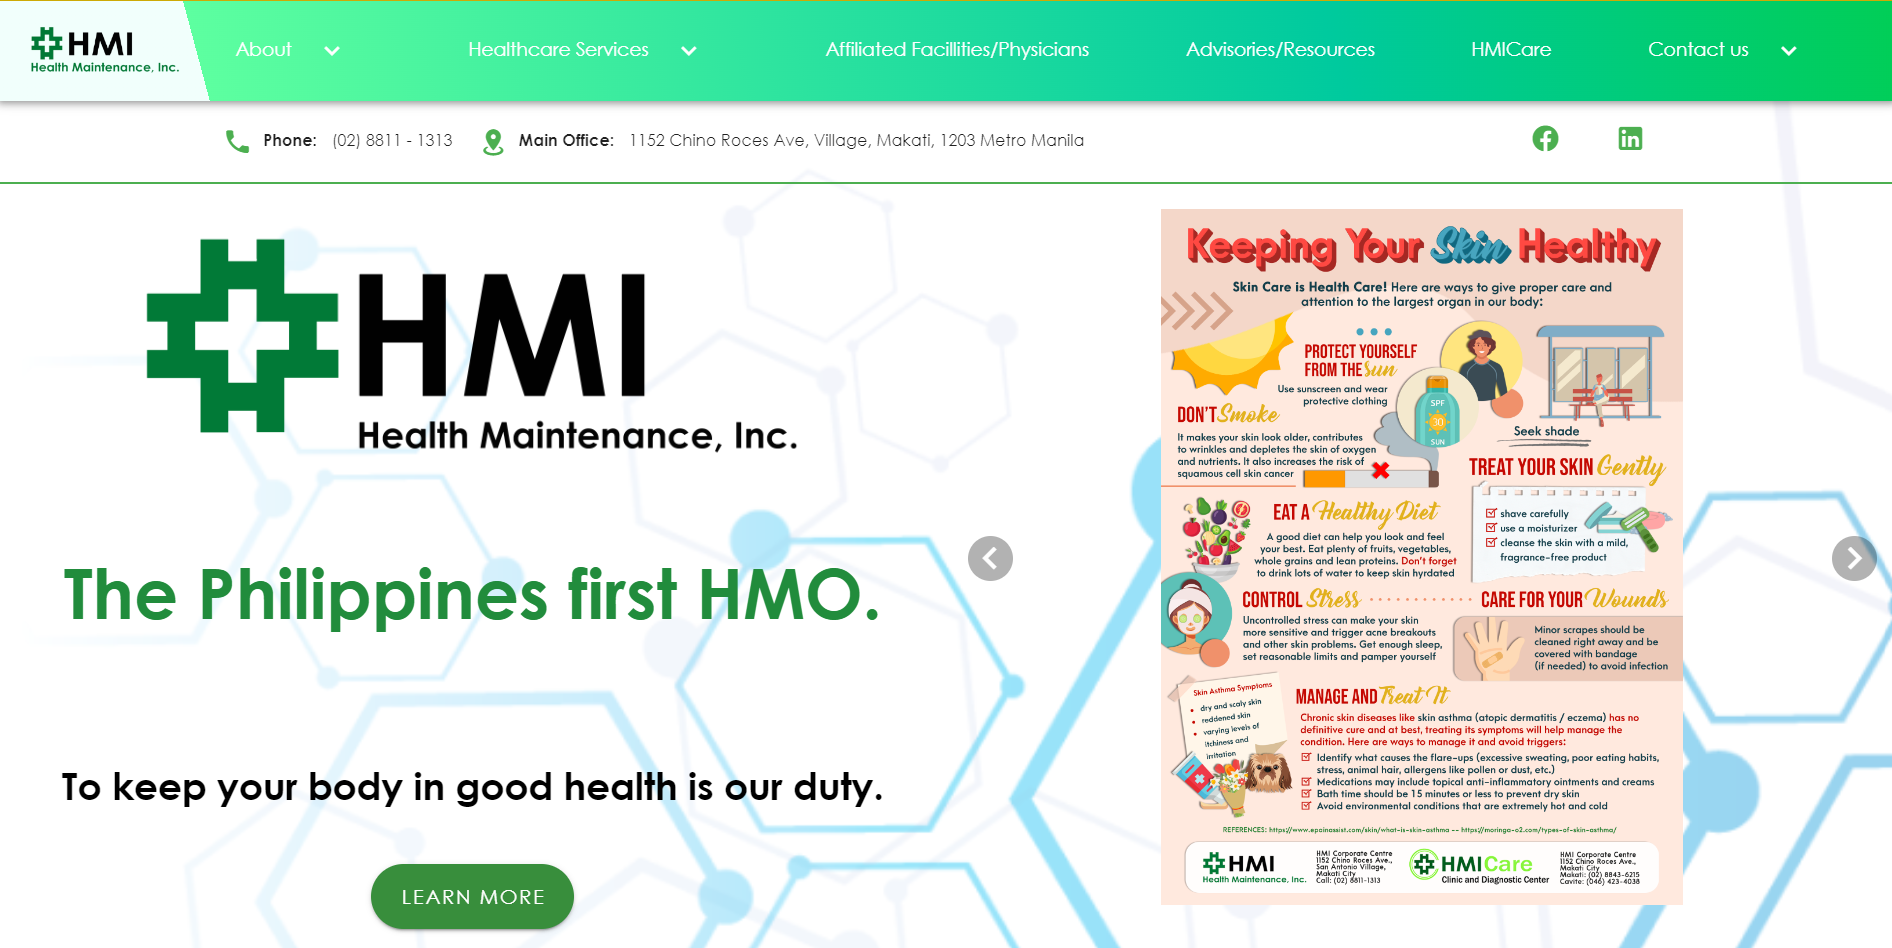 HMI
Health Maintenance, Inc.
About
Healthcare Services
Affiliated Facillities/Physicians
Advisories/Resources
HMICare
Contact us
Phone: (02) 8811 - 1313
Main Office: 1152 Chino Roces Ave, Village, Makati, 1203 Metro Manila
HMI
Health Maintenance, Inc.
The Philippines first HMO.
To keep your body in good health is our duty.
LEARN MORE
Keeping Your Skin Healthy
Skin Care is Health Care! Here are ways to give proper care and
attention to the largest organ in our body:
PROTECT YOURSELF
FROM THE Sun
Use sunscreen and wear
protective clothing
SPF
30
SUN
Seek shade
DON'T Smoke
It makes your skin look older, contributes
to wrinkles and depletes the skin of oxygen
and nutrients. It also increases the risk of
squamous cell skin cancer
TREAT YOUR SKIN Gently
shave carefully
use a moisturizer
cleanse the skin with a mild,
fragrance-free product
EAT A Healthy Diet
A good diet can help you look and feel
your best. Eat plenty of fruits, vegetables,
whole grains and lean proteins. Don't forget
to drink lots of water to keep skin hyrdated
CONTROL Stress
Uncontrolled stress can make your skin
more sensitive and trigger acne breakouts
and other skin problems. Get enough sleep,
set reasonable limits and pamper yourself
CARE FOR YOUR Wounds
Minor scrapes should be
cleaned right away and be
covered with bandage
(if needed) to avoid infection
Skin Asthma Symptoms
dry and scaly skin
reddened skin
varying levels of
itchiness and
irritation
MANAGE AND Treat It
Chronic skin diseases like skin asthma (atopic dermatitis / eczema) has no
definitive cure and at best, treating its symptoms will help manage the
condition. Here are ways to manage it and avoid triggers:
Identify what causes the flare-ups (excessive sweating, poor eating habits,
stress, animal hair, allergens like pollen or dust, etc.)
Medications may include topical anti-inflammatory ointments and creams
Bath time should be 15 minutes or less to prevent dry skin
Avoid environmental conditions that are extremely hot and cold
REFERENCES: https://www.epainassist.com/skin/what-is-skin-asthma -- https://moringa-o2.com/types-of-skin-asthma/
HMI
Health Maintenance, Inc.
HMI Corporate Centre
1152 Chino Roces Ave.,
San Antonio Village,
Makati City
Call: (02) 8811-1313
HMICare
Clinic and Diagnostic Center
HMI Corporate Centre
1152 Chino Roces Ave.,
Makati City
Makati: (02) 8843-6215
Cavite: (046) 423-4038